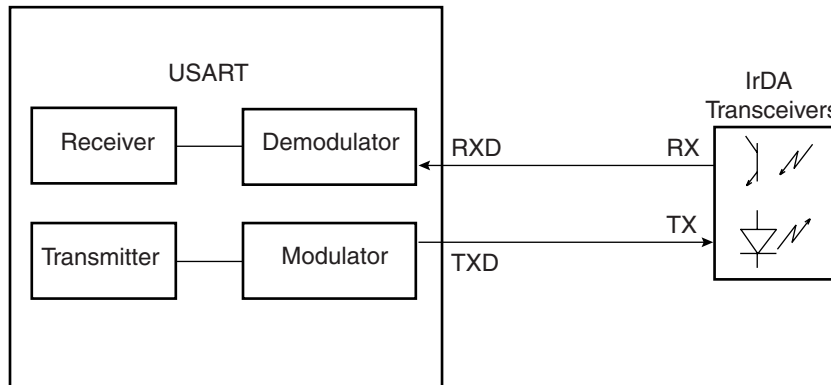 USART
IrDA
Transceivers
Receiver
Demodulator
RXD
RX
Transmitter
Modulator
TX
TXD